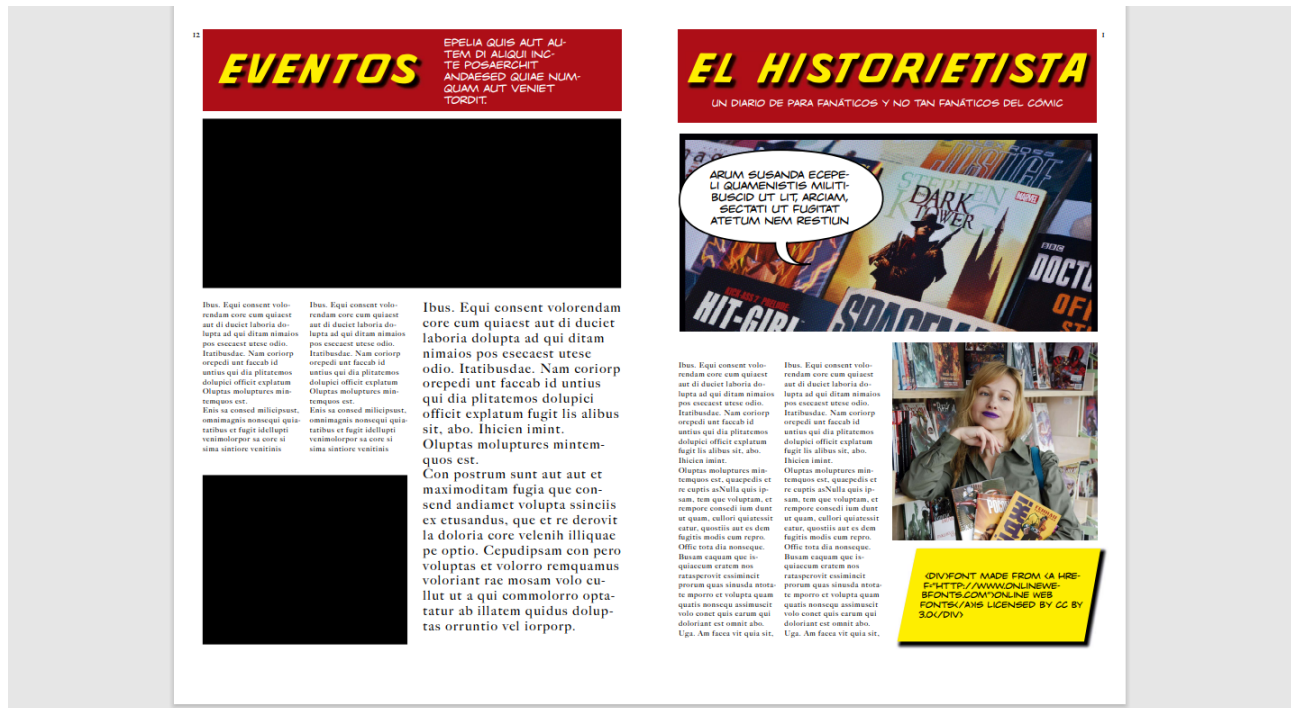 12
EVENTOS
EPELIA QUIS AUT AU-
TEM DI ALIQUI INC-
TE POSAERCHIT
ANDAESED QUIAE NUM-
QUAM AUT VENIET
TORDIT.
Ibus. Equi consent volo-
rendam core cum quiaest
aut di duciet laboria do-
lupta ad qui ditam nimaios
pos esecaest utese odio.
Itatibusdae. Nam coriorp
orepedi unt faccab id
untius qui dia plitatemos
dolupici officit explatum
Oluptas moluptures min-
temquos est.
Enis sa consed milicipsust,
omnimagnis nonsequi quia-
tatibus et fugit idellupti
venimolorpor sa core si
sima sintiore venitinis
Ibus. Equi consent volo-
rendam core cum quiaest
aut di duciet laboria do-
lupta ad qui ditam nimaios
pos esecaest utese odio.
Itatibusdae. Nam coriorp
orepedi unt faccab id
untius qui dia plitatemos
dolupici officit explatum
Oluptas moluptures min-
temquos est.
Enis sa consed milicipsust,
omnimagnis nonsequi quia-
tatibus et fugit idellupti
venimolorpor sa core si
sima sintiore venitinis
Ibus. Equi consent volorendam
core cum quiaest aut di duciet
laboria dolupta ad qui ditam
nimaios pos esecaest utese
odio. Itatibusdae. Nam coriorp
orepedi unt faccab id untius
qui dia plitatemos dolupici
officit explatum fugit lis alibus
sit, abo. Ihicien imint.
Oluptas moluptures mintem-
quos est.
Con postrum sunt aut aut et
maximoditam fugia que con-
send andiamet volupta ssinciis
ex etusandus, que et re derovit
la doloria core velenih illiquae
pe optio. Cepudipsam con pero
voluptas et volorro remquamus
voloriant rae mosam volo cu-
llut ut a qui commolorro opta-
tatur ab illatem quidus dolup-
tas orruntio vel iorporp.
1
EL HISTORIETISTA
UN DIARIO DE PARA FANÁTICOS Y NO TAN FANÁTICOS DEL CÓMIC
ARUM SUSANDA ECEPE-
LI QUAMENISTIS MILITI-
BUSCID UT LIT, ARCIAM,
SECTATI UT FUGITAT
ATETUM NEM RESTIUN
JUSTICE
STEPHEN
KING
DARK
TOWER
MARVEL
BBC
DOCT
OF
KICK-ASS 2 PRELUDE
HIT-GIRL
SPACEM
Ibus. Equi consent volo-
rendam core cum quiaest
aut di duciet laboria do-
lupta ad qui ditam nimaios
pos esecaest utese odio.
Itatibusdae. Nam coriorp
orepedi unt faccab id
untius qui dia plitatemos
dolupici officit explatum
fugit lis alibus sit, abo.
Ihicien imint.
Oluptas moluptures min-
temquos est, quaepedis et
re cuptis asNulla quis ip-
sam, tem que voluptam, et
rempore consedi ium dunt
ut quam, cullori quiatessit
eatur, quostiis aut es dem
fugitis modis cum repro.
Offic tota dia nonseque.
Busam eaquam que is-
quiaecum eratem nos
ratasperovit essimincit
prorum quas sinusda ntota-
te mporro et volupta quam
quatis nonsequ assimuscit
volo conet quis earum qui
doloriant est omnit abo.
Uga. Am facea vit quia sit,
Ibus. Equi consent volo-
rendam core cum quiaest
aut di duciet laboria do-
lupta ad qui ditam nimaios
pos esecaest utese odio.
Itatibusdae. Nam coriorp
orepedi unt faccab id
untius qui dia plitatemos
dolupici officit explatum
fugit lis alibus sit, abo.
Ihicien imint.
Oluptas moluptures min-
temquos est, quaepedis et
re cuptis asNulla quis ip-
sam, tem que voluptam, et
rempore consedi ium dunt
ut quam, cullori quiatessit
eatur, quostiis aut es dem
fugitis modis cum repro.
Offic tota dia nonseque.
Busam eaquam que is-
quiaecum eratem nos
ratasperovit essimincit
prorum quas sinusda ntota-
te mporro et volupta quam
quatis nonsequ assimuscit
volo conet quis earum qui
doloriant est omnit abo.
Uga. Am facea vit quia sit,
<DIV>FONT MADE FROM <A HRE-
F="HTTP://WWW.ONLINEWE-
BFONTS.COM">ONLINE WEB
FONTS</A>IS LICENSED BY CC BY
3.0</DIV>